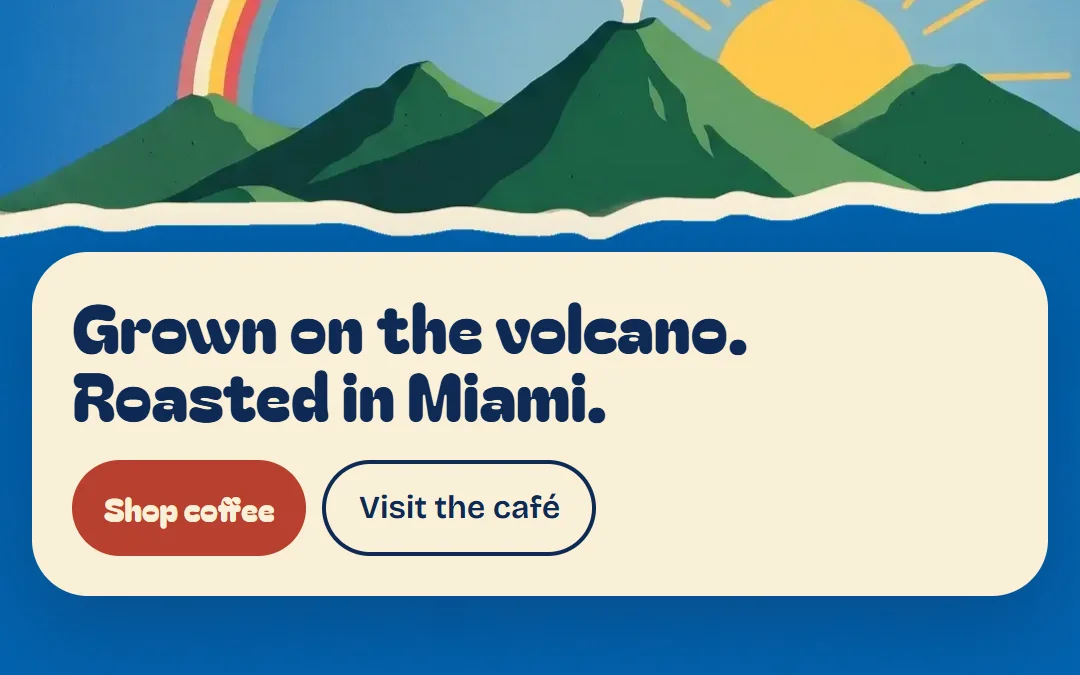 Grown on the volcano.
Roasted in Miami.
Shop coffee
Visit the café